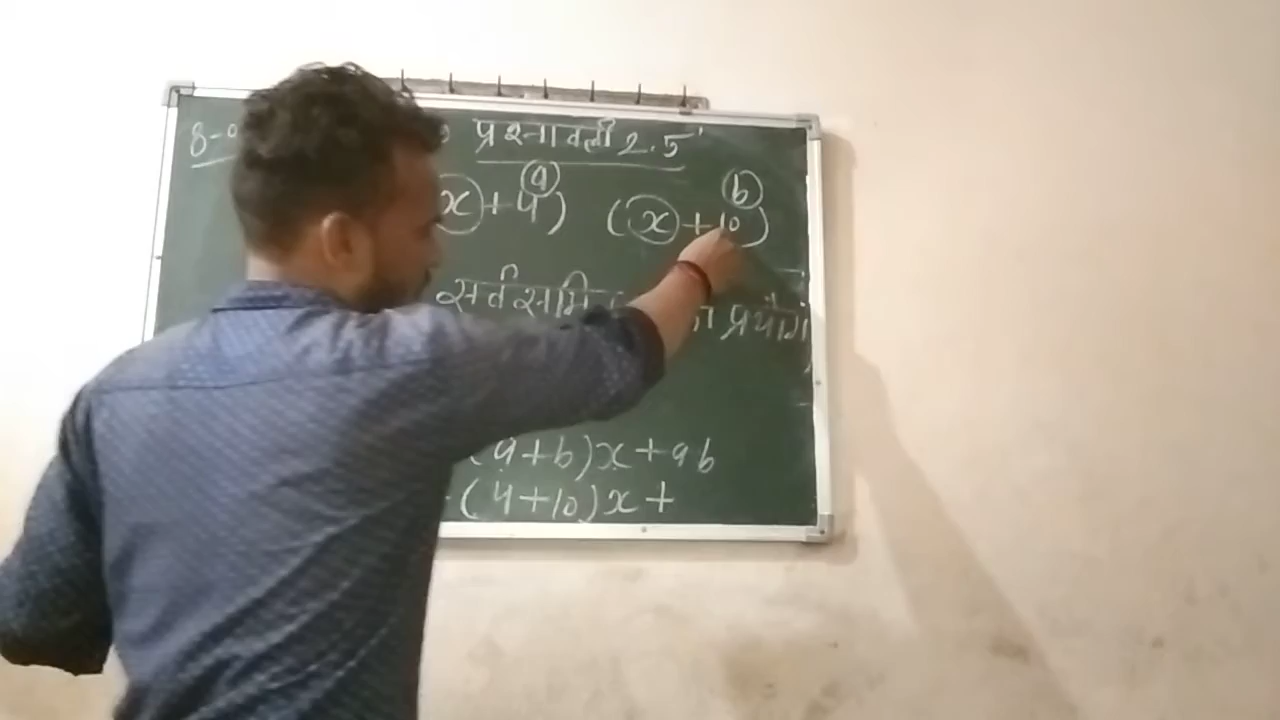 8-0 प्रश्नावली 2.5
x + 4) (x + 10)
a b
सर्वसमि प्रयोग
(a+b)x + ab
(4+10)x +